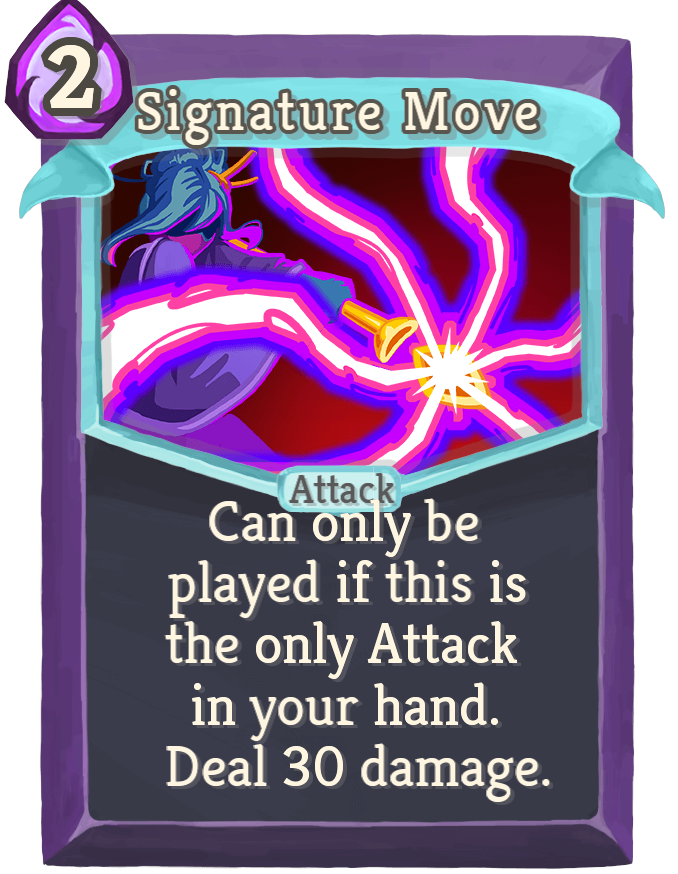 2
Signature Move
Attack
Can only be
played if this is
the only Attack
in your hand.
Deal 30 damage.